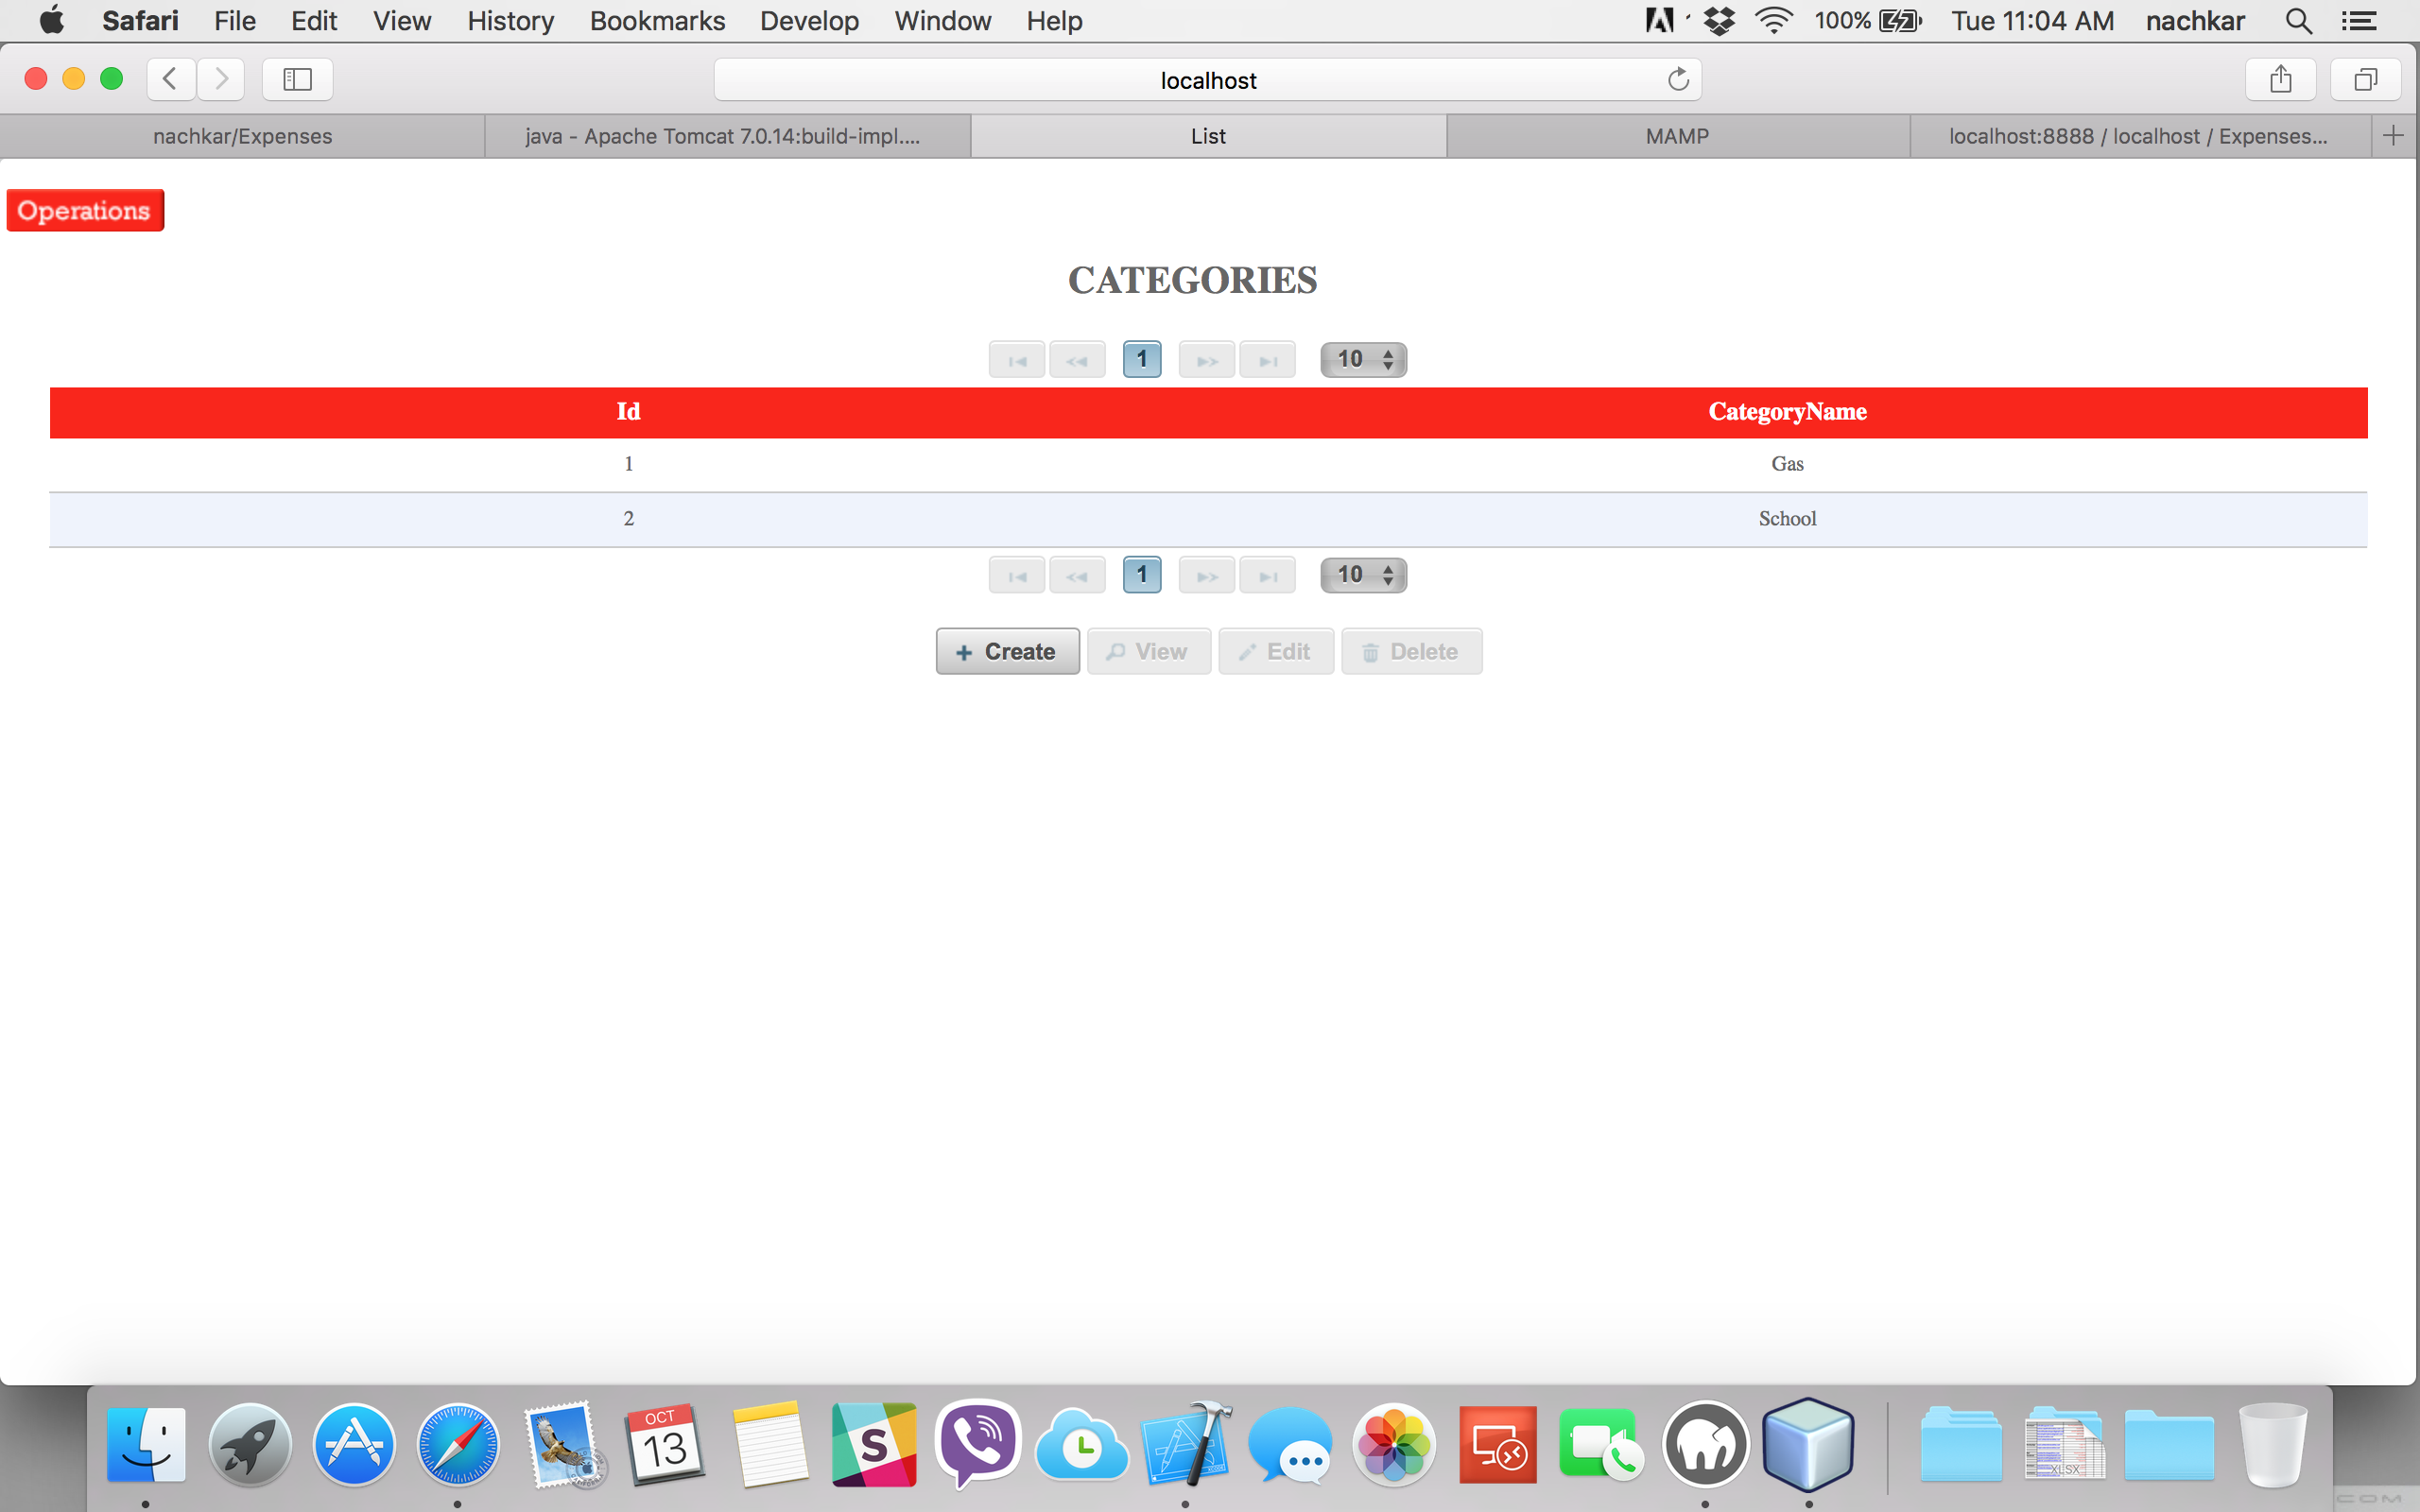 Safari File Edit View History Bookmarks Develop Window Help 100% Tue 11:04 AM nachkar
localhost
nachkar/Expenses java - Apache Tomcat 7.0.14:build-impl.... List MAMP localhost:8888 / localhost / Expenses...
Operations
CATEGORIES
1 10
Id CategoryName
1 Gas
2 School
1 10
Create View Edit Delete
OCT
13
S
XLSX
COM